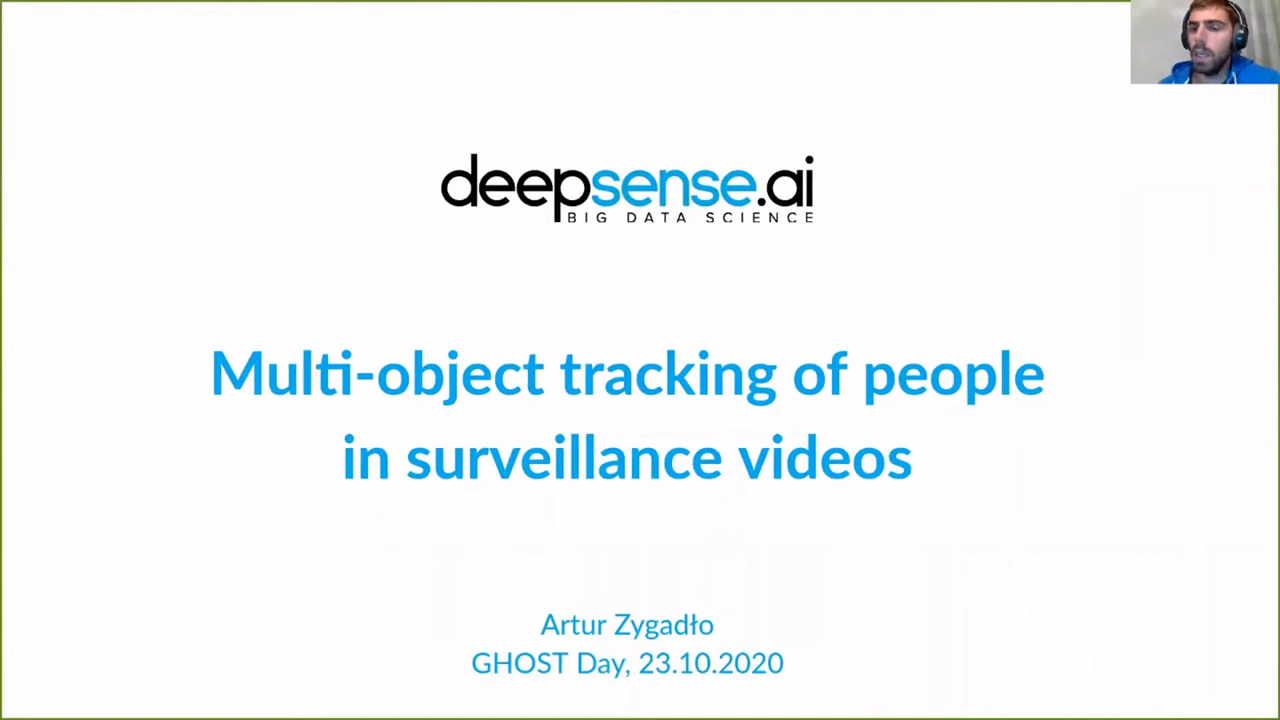 deepsense.ai
BIG DATA SCIENCE
Multi-object tracking of people
in surveillance videos
Artur Zygadło
GHOST Day, 23.10.2020